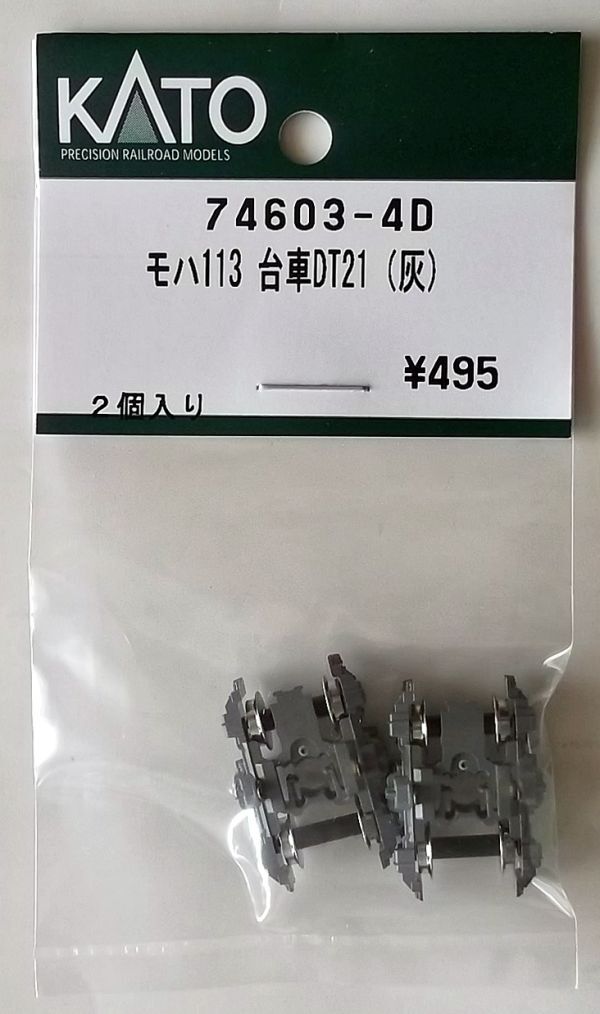 KATO
PRECISION RAILROAD MODELS
74603-4D
モハ113 台車DT21 (灰)
¥495
2個入り